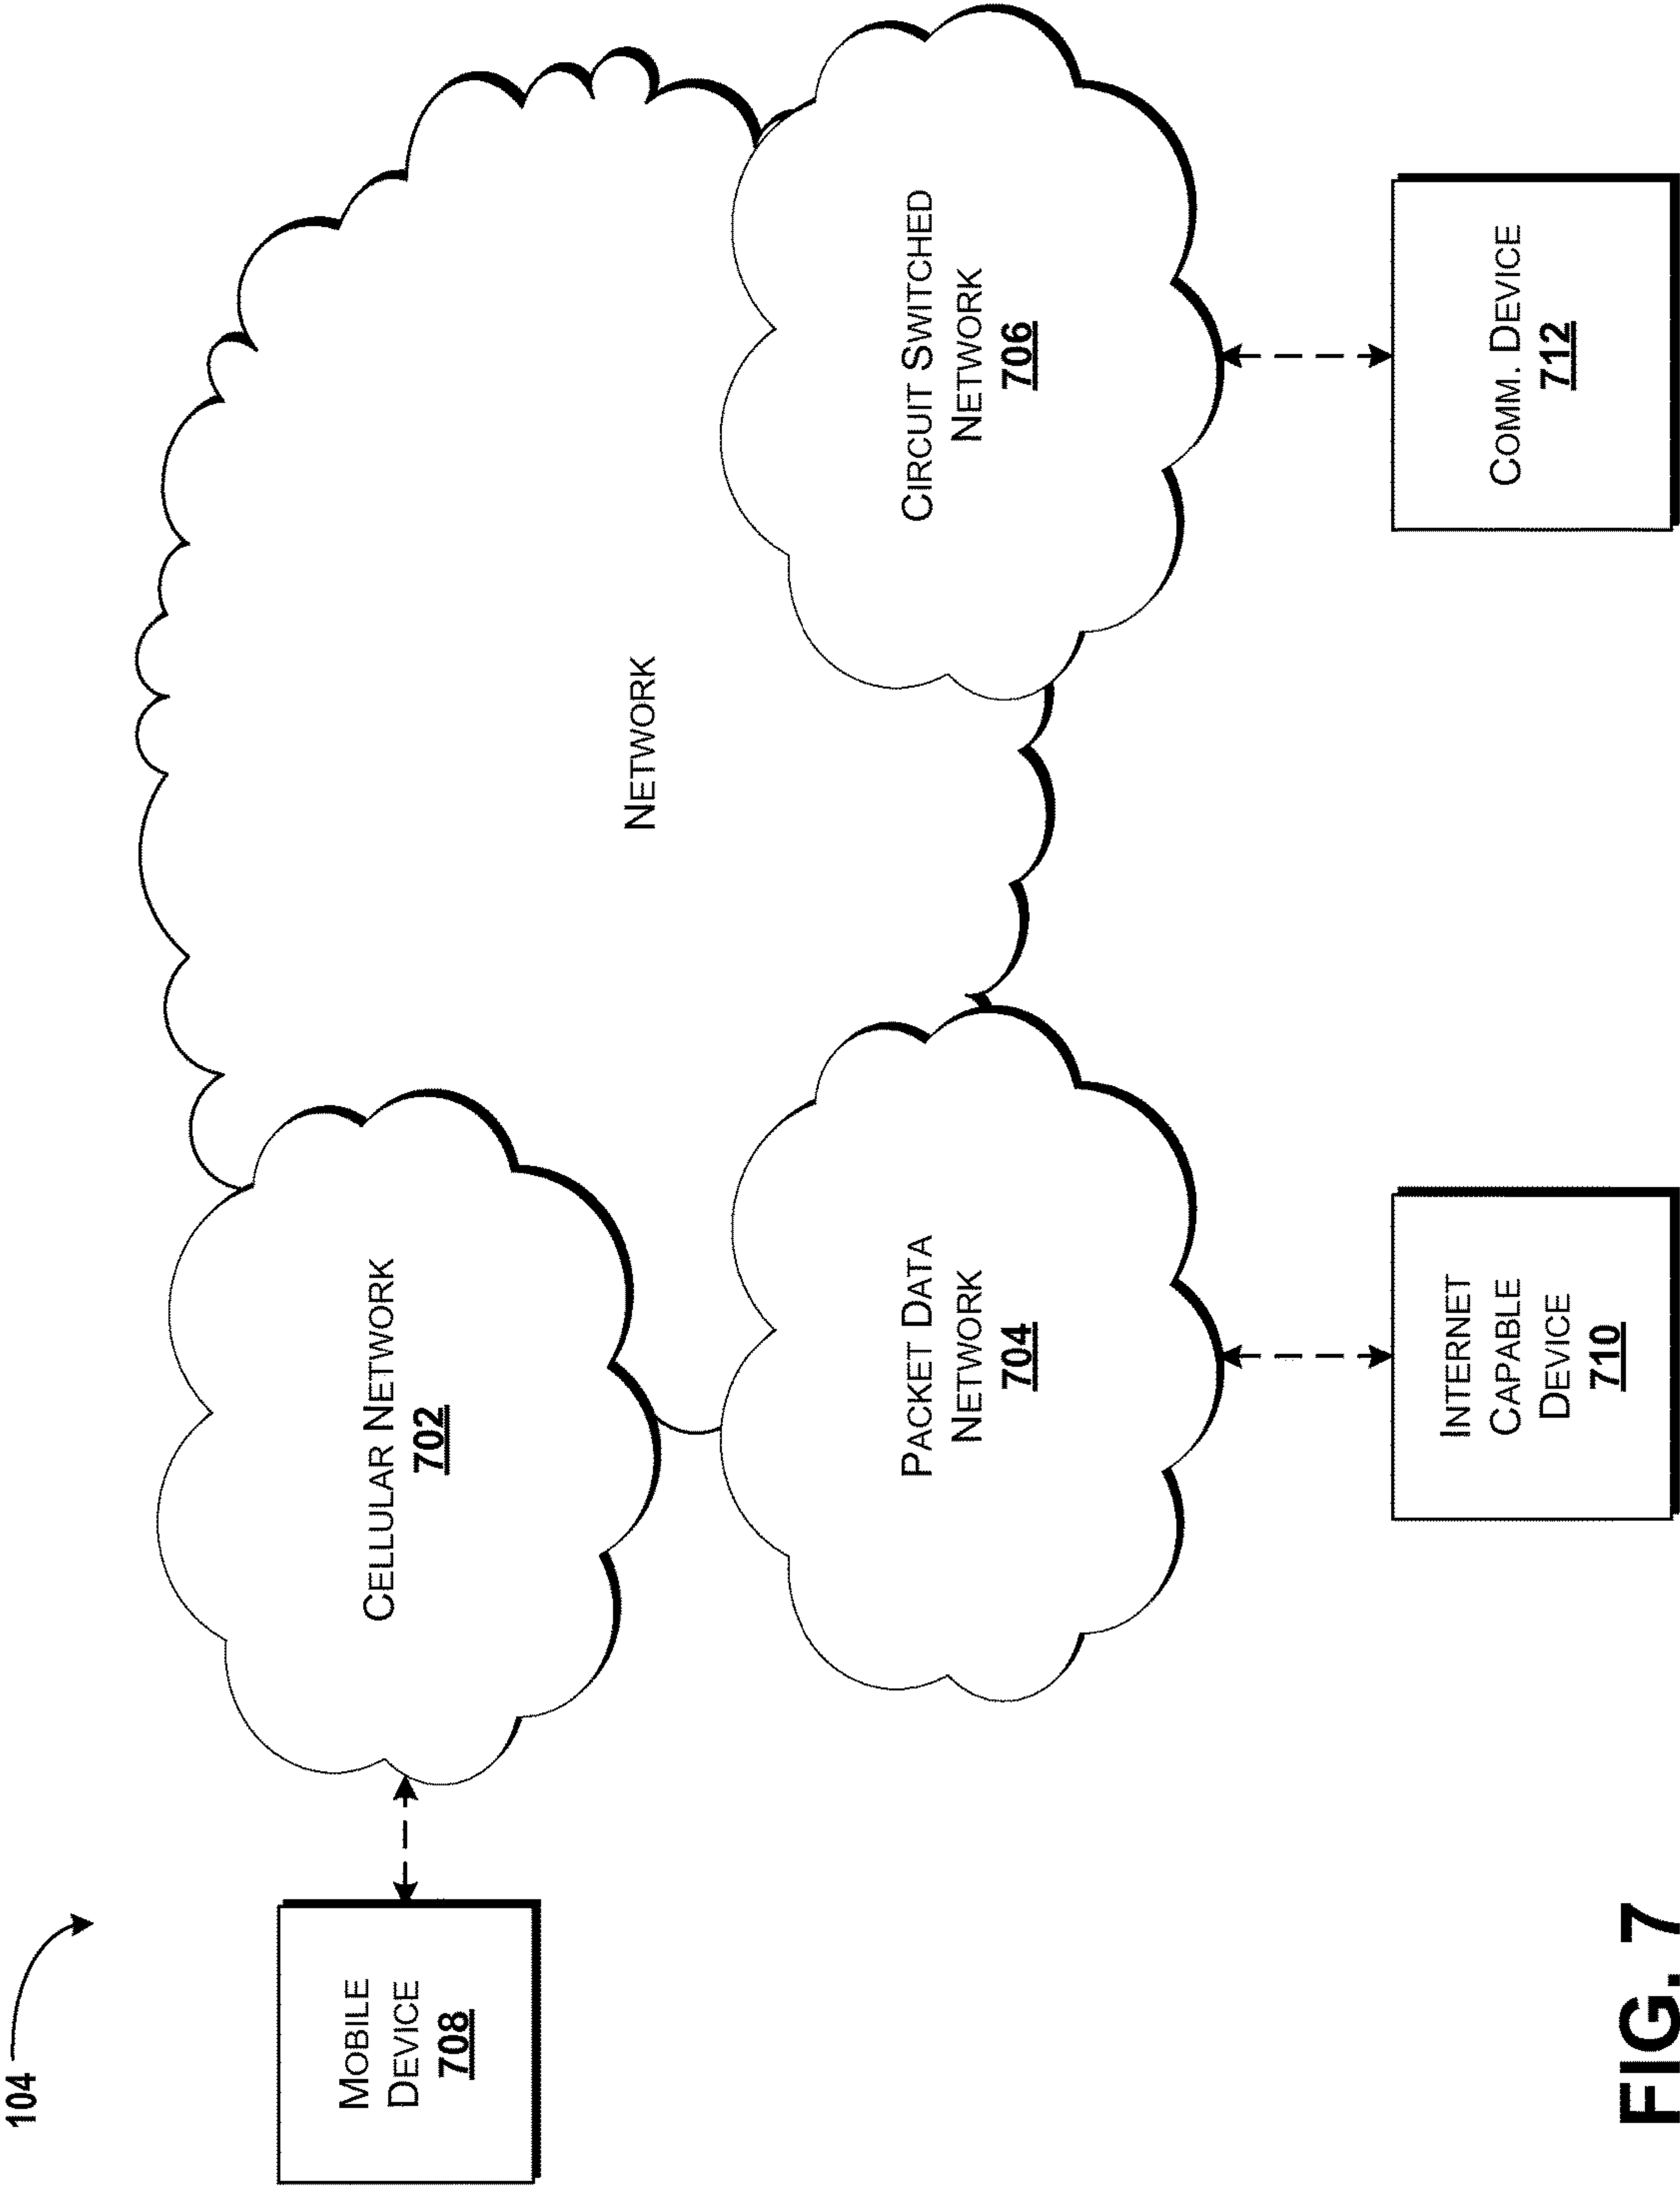 104
MOBILE
DEVICE
708
CELLULAR NETWORK
702
NETWORK
PACKET DATA
NETWORK
704
CIRCUIT SWITCHED
NETWORK
706
INTERNET
CAPABLE
DEVICE
710
COMM. DEVICE
712
FIG. 7